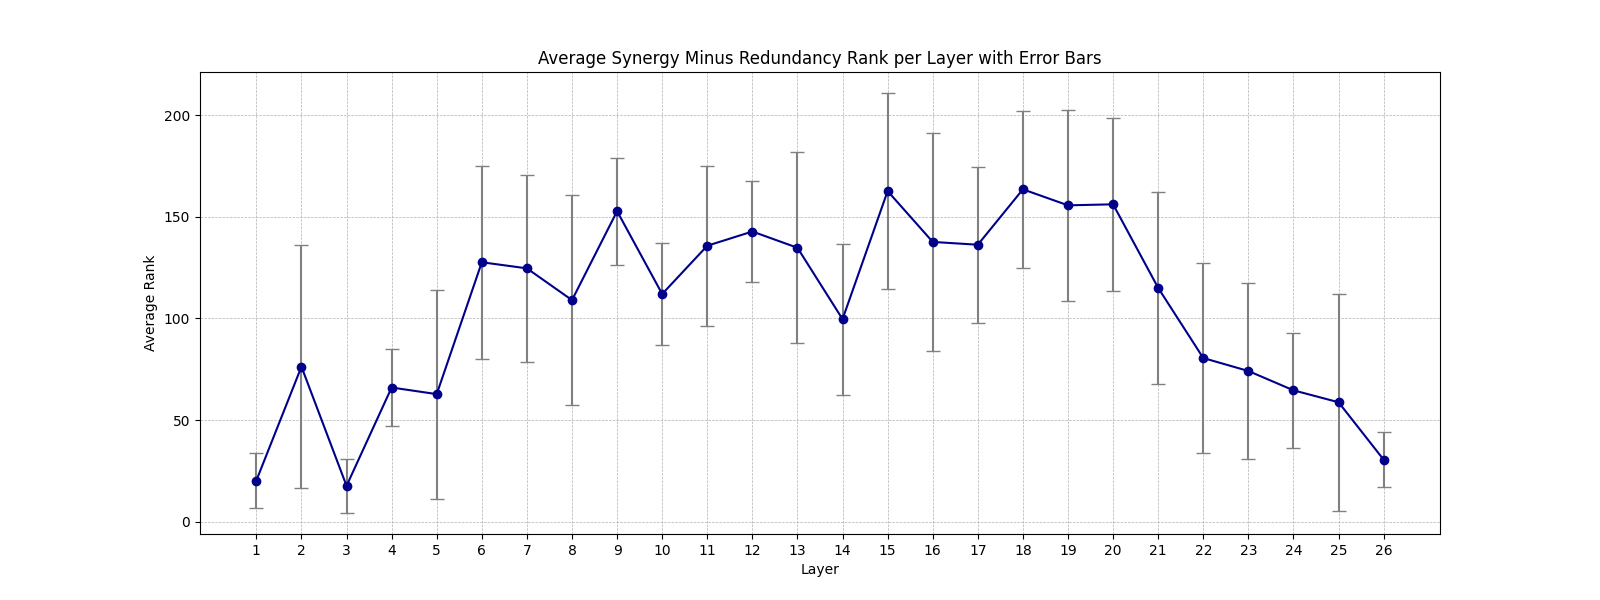 Average Synergy Minus Redundancy Rank per Layer with Error Bars
Average Rank
200
150
100
50
0
1 2 3 4 5 6 7 8 9 10 11 12 13 14 15 16 17 18 19 20 21 22 23 24 25 26
Layer